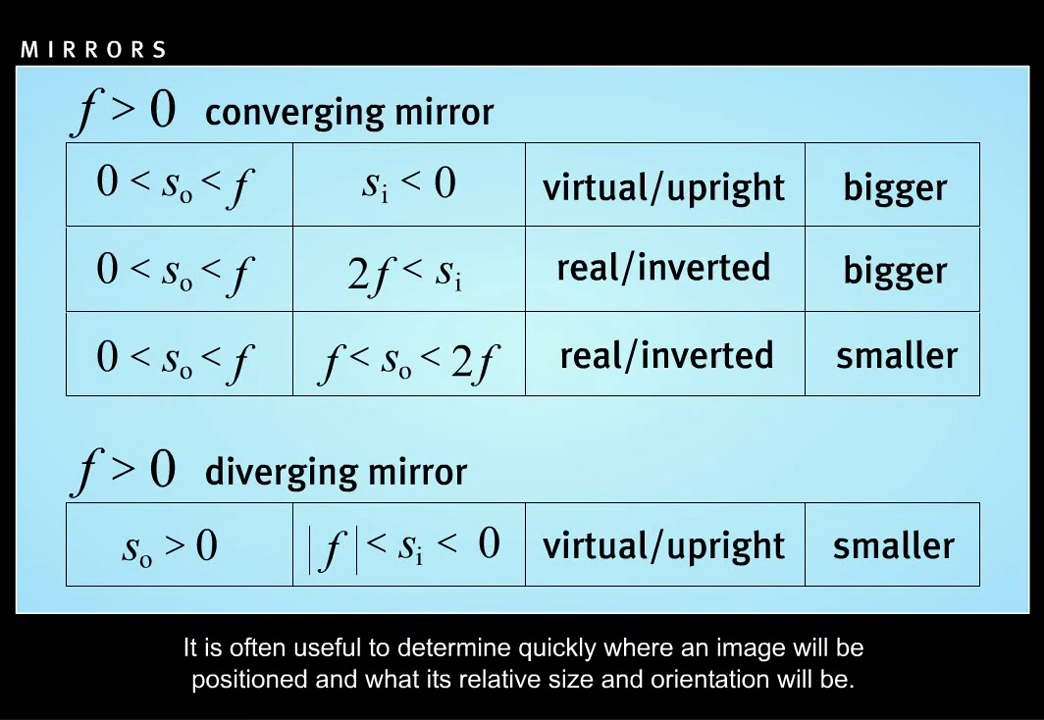 MIRRORS
f > 0 converging mirror
0 < sₒ < f sᵢ < 0 virtual/upright bigger
0 < sₒ < f 2f < sᵢ real/inverted bigger
0 < sₒ < f f < sₒ < 2f real/inverted smaller
f > 0 diverging mirror
sₒ > 0 |f| < sᵢ < 0 virtual/upright smaller
It is often useful to determine quickly where an image will be
positioned and what its relative size and orientation will be.